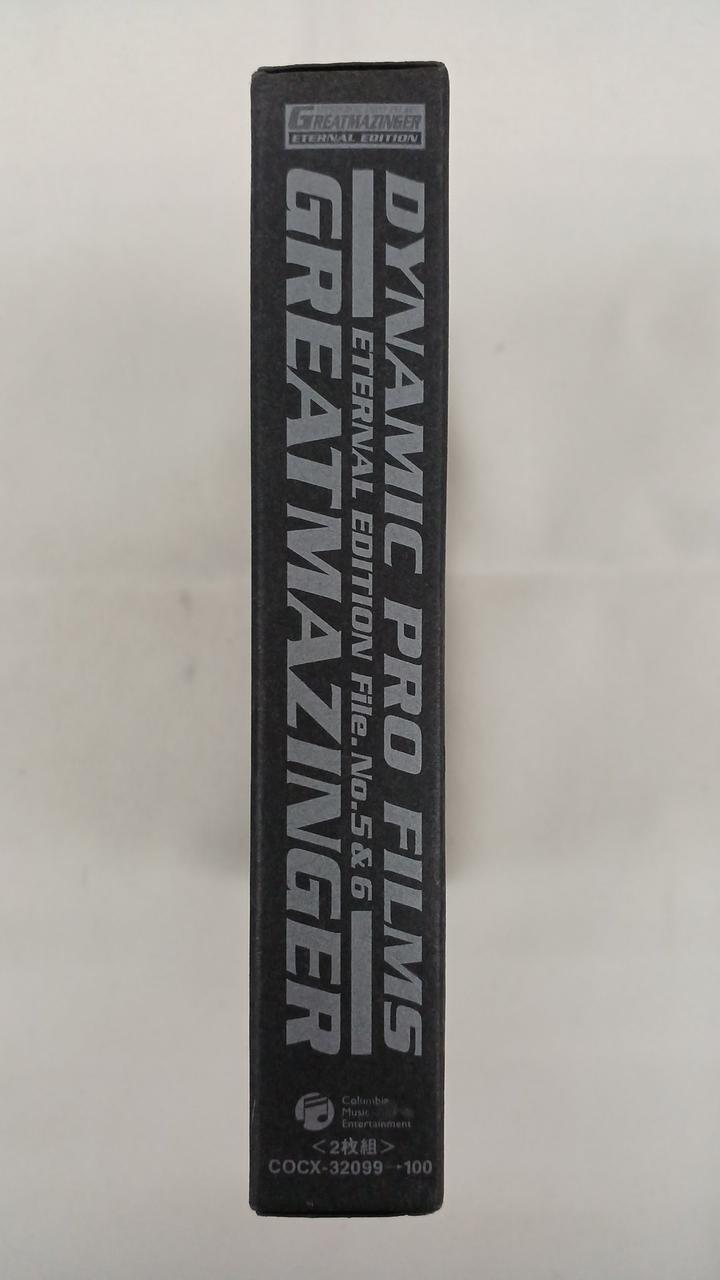 GREATMAZINGER
ETERNAL EDITION
DYNAMIC PRO FILMS
ETERNAL EDITION File. No.5 & 6
GREATMAZINGER
Columbia
Music
Entertainment
<2枚組>
COCX-32099→100